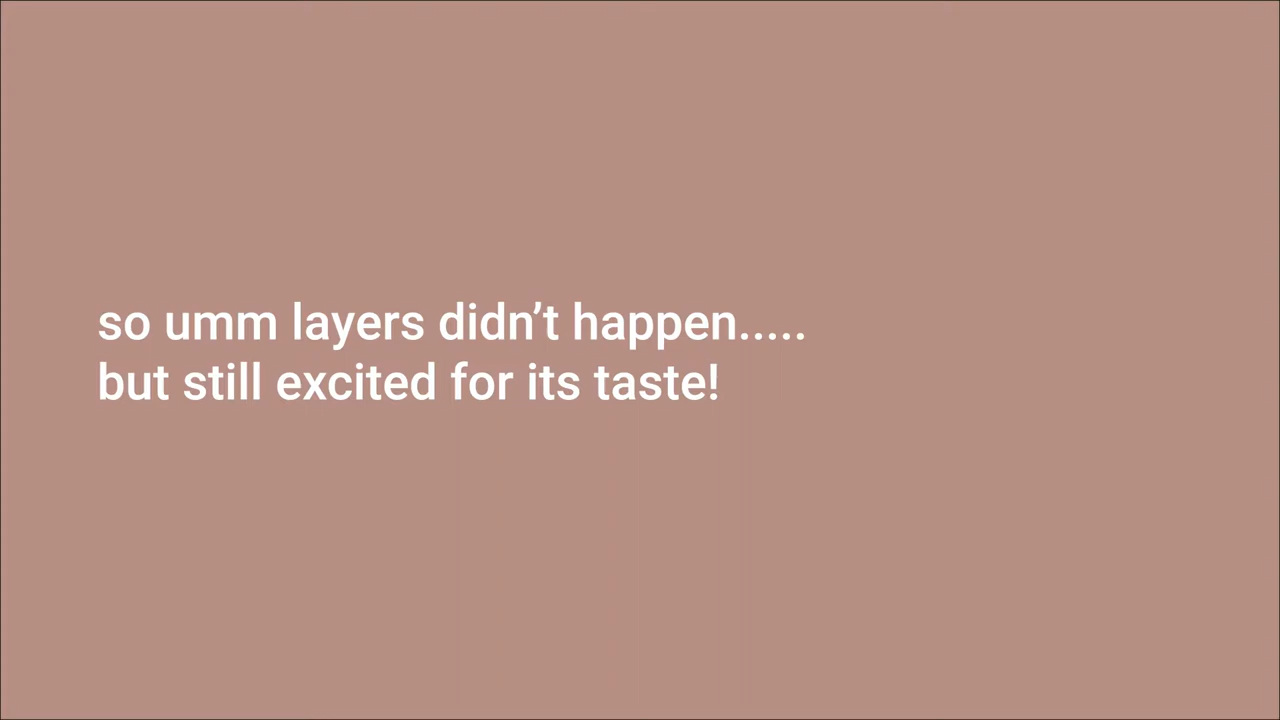 so umm layers didn’t happen.....
but still excited for its taste!